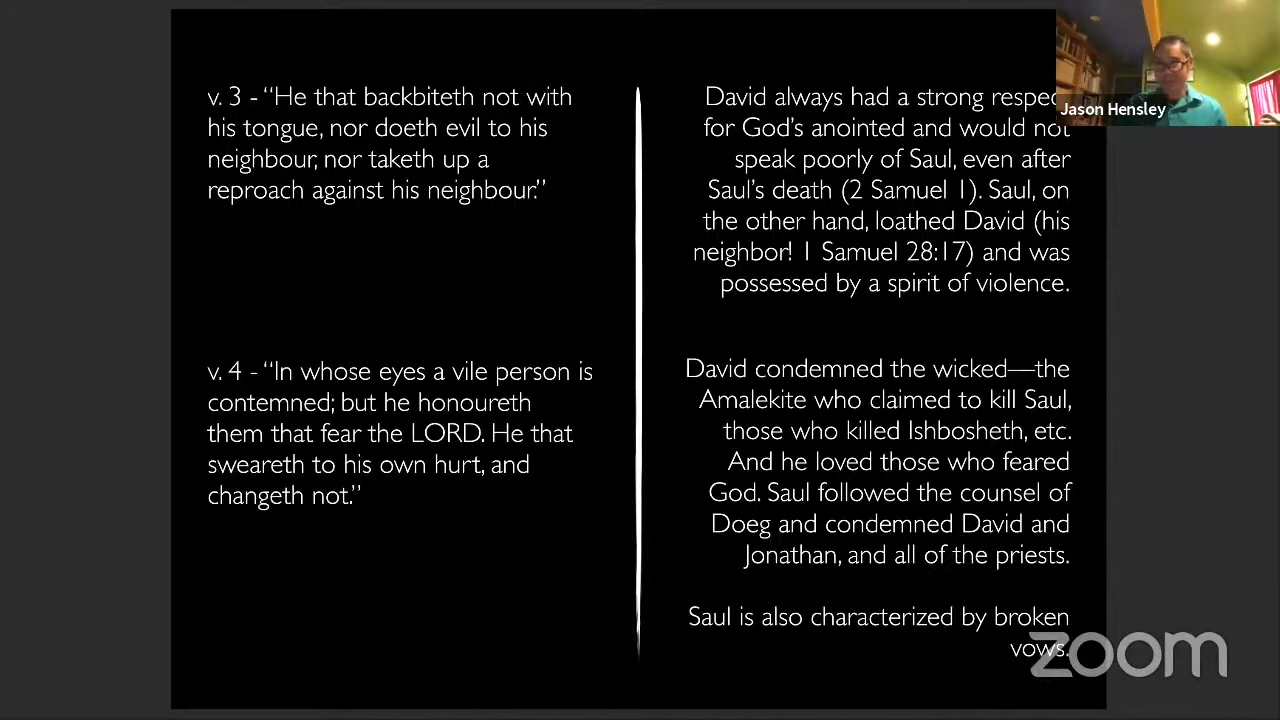 v. 3 - “He that backbiteth not with
his tongue, nor doeth evil to his
neighbour, nor taketh up a
reproach against his neighbour.”
v. 4 - “In whose eyes a vile person is
contemned; but he honoureth
them that fear the LORD. He that
sweareth to his own hurt, and
changeth not.”
David always had a strong respect
for God’s anointed and would not
speak poorly of Saul, even after
Saul’s death (2 Samuel 1). Saul, on
the other hand, loathed David (his
neighbor! 1 Samuel 28:17) and was
possessed by a spirit of violence.
David condemned the wicked—the
Amalekite who claimed to kill Saul,
those who killed Ishbosheth, etc.
And he loved those who feared
God. Saul followed the counsel of
Doeg and condemned David and
Jonathan, and all of the priests.
Saul is also characterized by broken
vows.
Jason Hensley
zoom